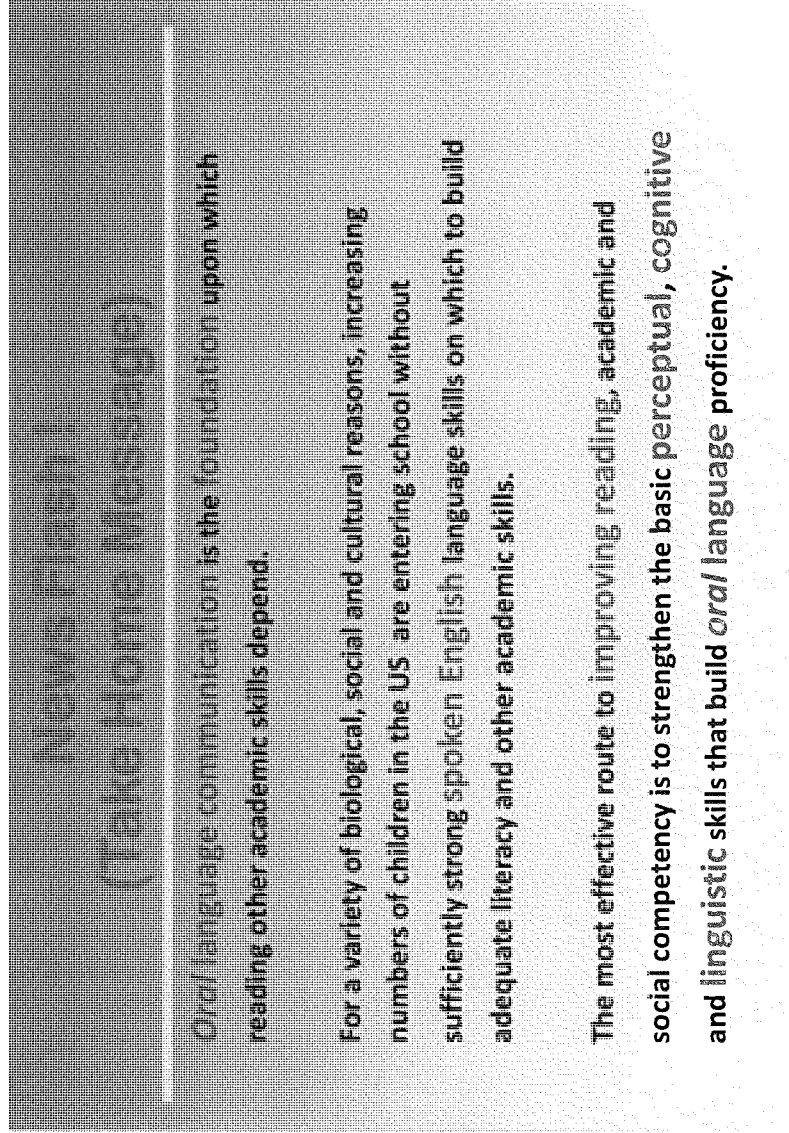 News Flash !
(Take Home Message)
Oral language communication is the foundation upon which
reading other academic skills depend.
For a variety of biological, social and cultural reasons, increasing
numbers of children in the US are entering school without
sufficiently strong spoken English language skills on which to build
adequate literacy and other academic skills.
The most effective route to improving reading, academic and
social competency is to strengthen the basic perceptual, cognitive
and linguistic skills that build oral language proficiency.